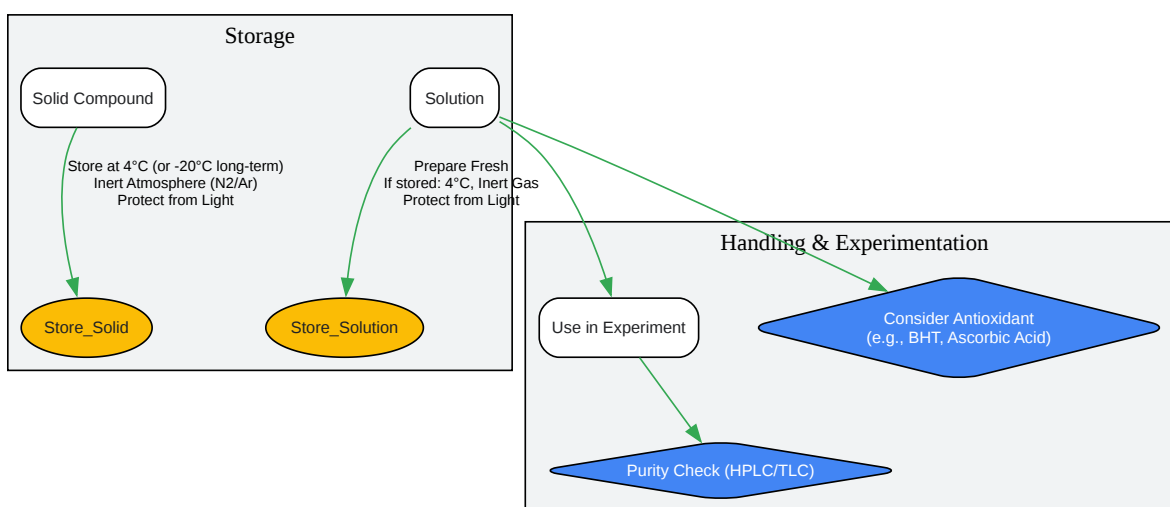 Storage
Solid Compound
Solution
Store at 4°C (or -20°C long-term)
Inert Atmosphere (N2/Ar)
Protect from Light
Prepare Fresh
If stored: 4°C, Inert Gas
Protect from Light
Store_Solid
Store_Solution
Handling & Experimentation
Use in Experiment
Consider Antioxidant
(e.g., BHT, Ascorbic Acid)
Purity Check (HPLC/TLC)